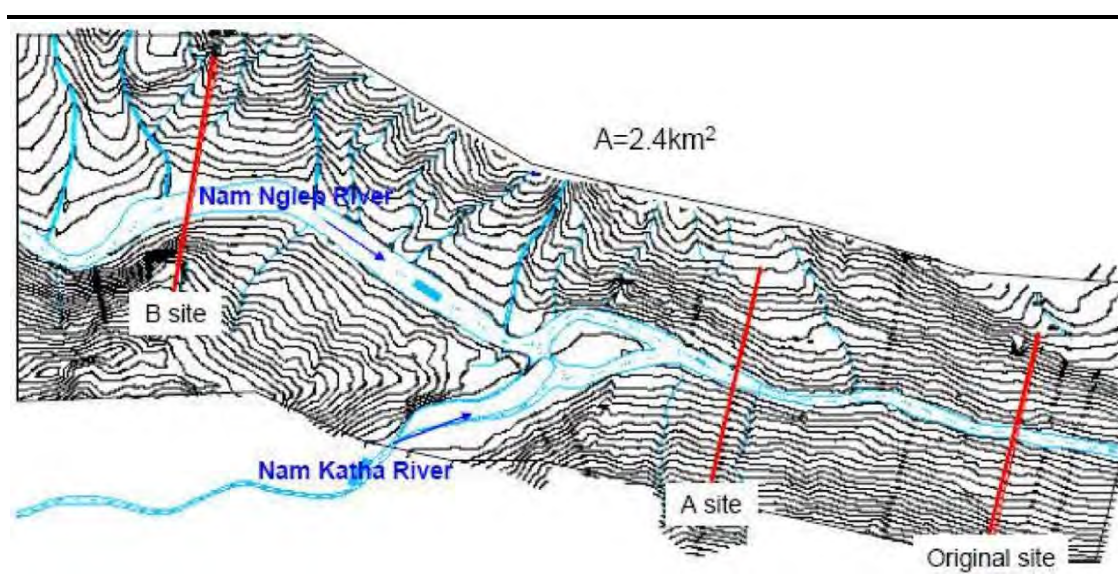 A=2.4km²
Nam Ngiep River
B site
Nam Katha River
A site
Original site